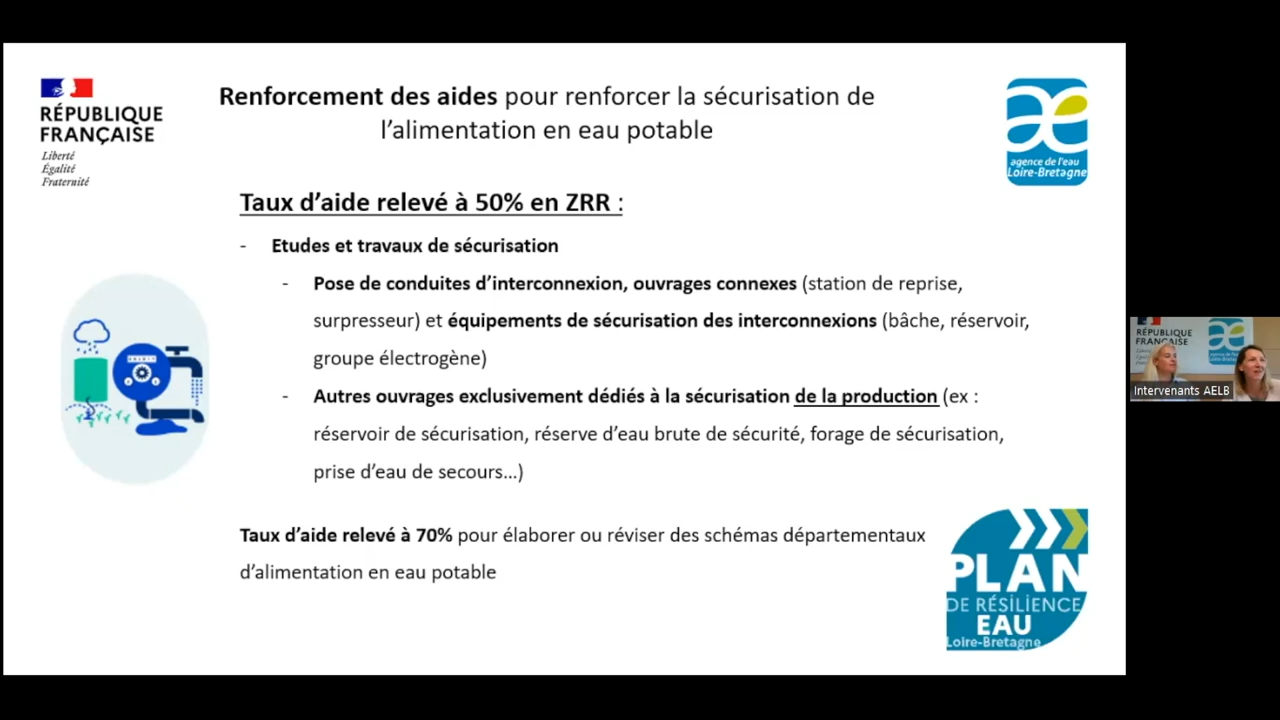 RÉPUBLIQUE
FRANÇAISE
Liberté
Égalité
Fraternité
Renforcement des aides pour renforcer la sécurisation de
l’alimentation en eau potable
æ
agence de l'eau
Loire-Bretagne
Taux d’aide relevé à 50% en ZRR :
- Etudes et travaux de sécurisation
- Pose de conduites d’interconnexion, ouvrages connexes (station de reprise,
surpresseur) et équipements de sécurisation des interconnexions (bâche, réservoir,
groupe électrogène)
- Autres ouvrages exclusivement dédiés à la sécurisation de la production (ex :
réservoir de sécurisation, réserve d’eau brute de sécurité, forage de sécurisation,
prise d’eau de secours...)
Taux d’aide relevé à 70% pour élaborer ou réviser des schémas départementaux
d’alimentation en eau potable
PLAN
DE RÉSILIENCE
EAU
Loire-Bretagne
RÉPUBLIQUE
FRANÇAISE
Intervenants AELB